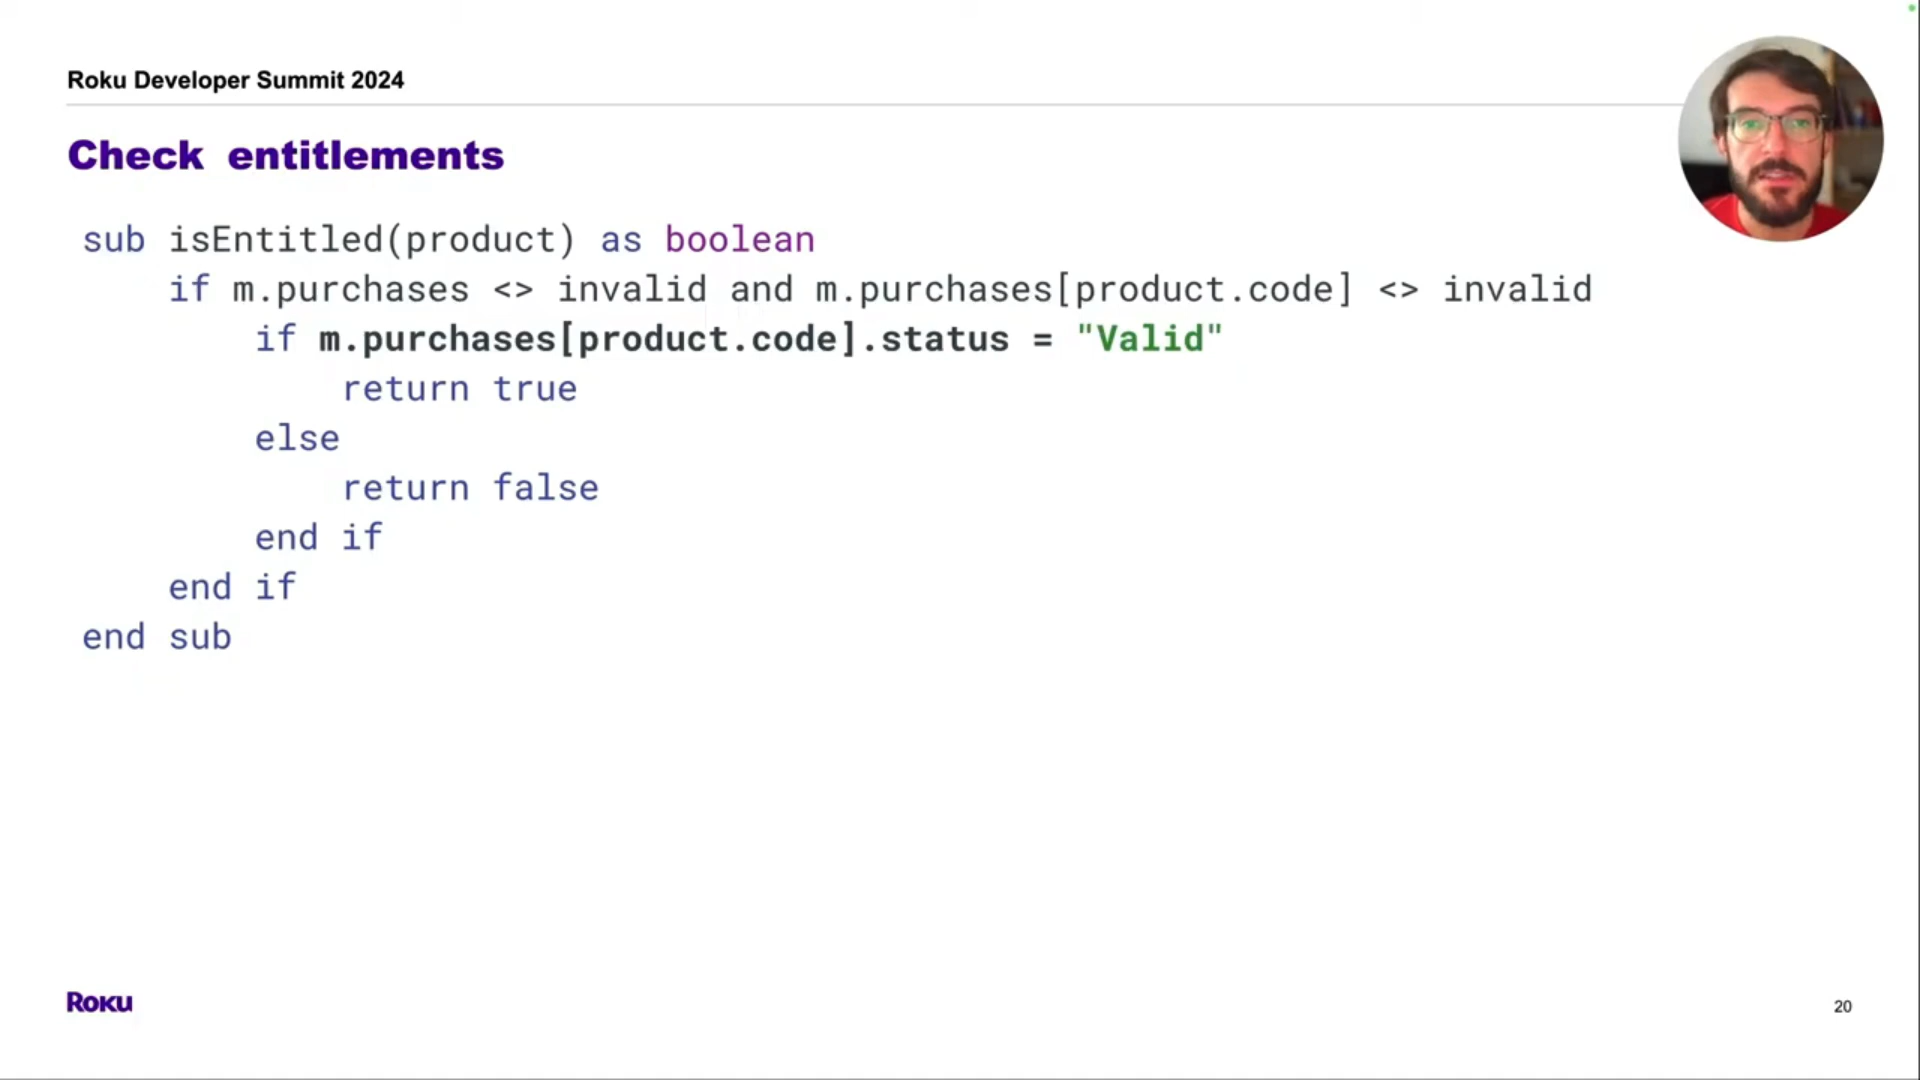 Roku Developer Summit 2024
Check entitlements
sub isEntitled(product) as boolean
if m.purchases <> invalid and m.purchases[product.code] <> invalid
if m.purchases[product.code].status = "Valid"
return true
else
return false
end if
end if
end sub
Roku
20